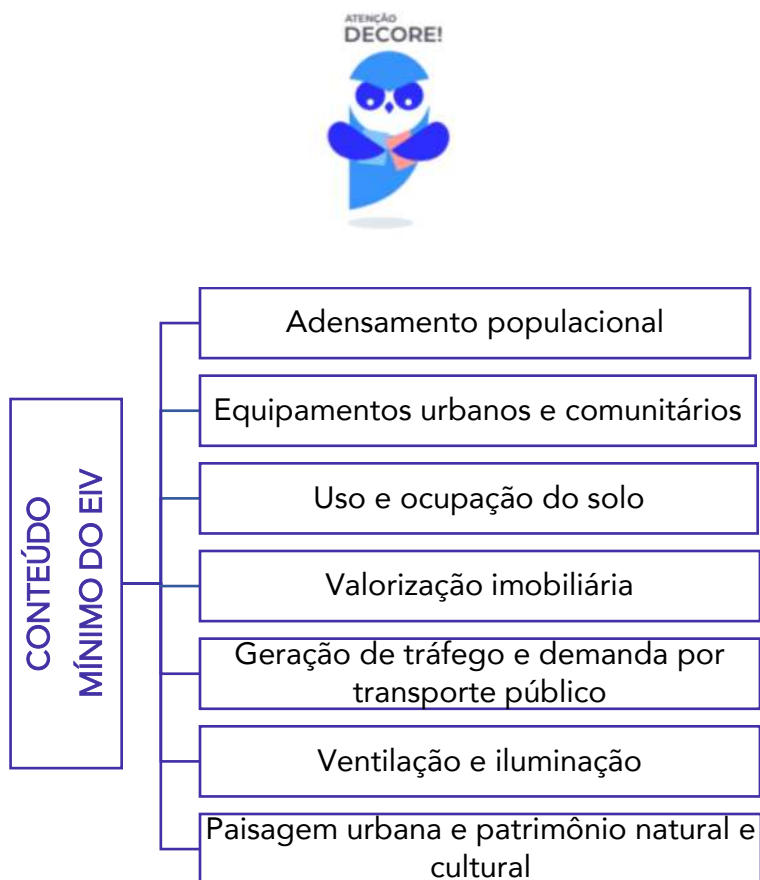 ATENÇÃO
DECORE!
CONTEÚDO
MÍNIMO DO EIV
Adensamento populacional
Equipamentos urbanos e comunitários
Uso e ocupação do solo
Valorização imobiliária
Geração de tráfego e demanda por
transporte público
Ventilação e iluminação
Paisagem urbana e patrimônio natural e
cultural